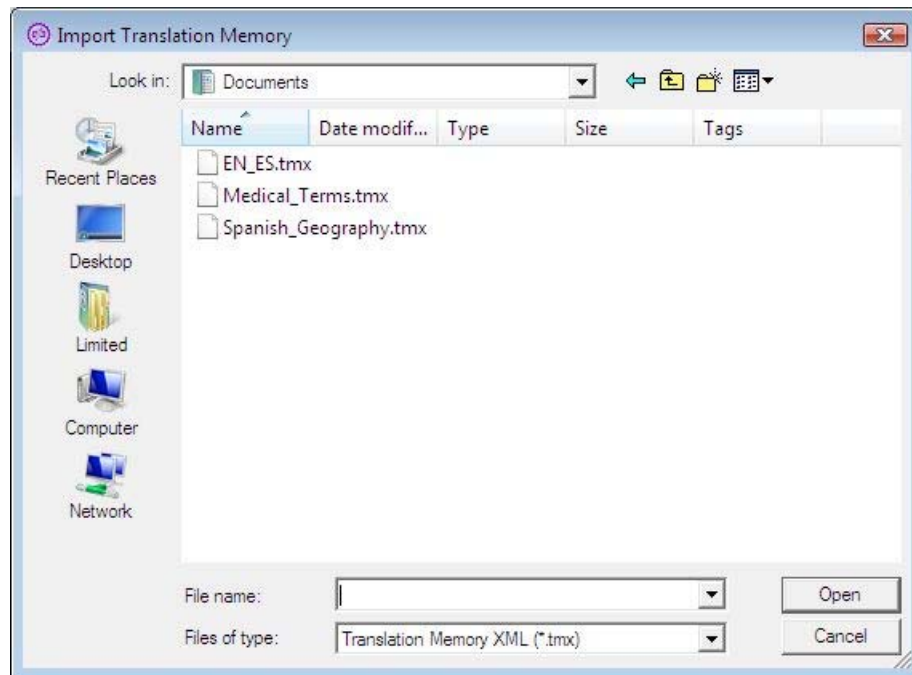 Import Translation Memory
Look in: Documents
Name Date modif... Type Size Tags
EN_ES.tmx
Medical_Terms.tmx
Spanish_Geography.tmx
Recent Places
Desktop
Limited
Computer
Network
File name: Open
Files of type: Translation Memory XML (*.tmx) Cancel